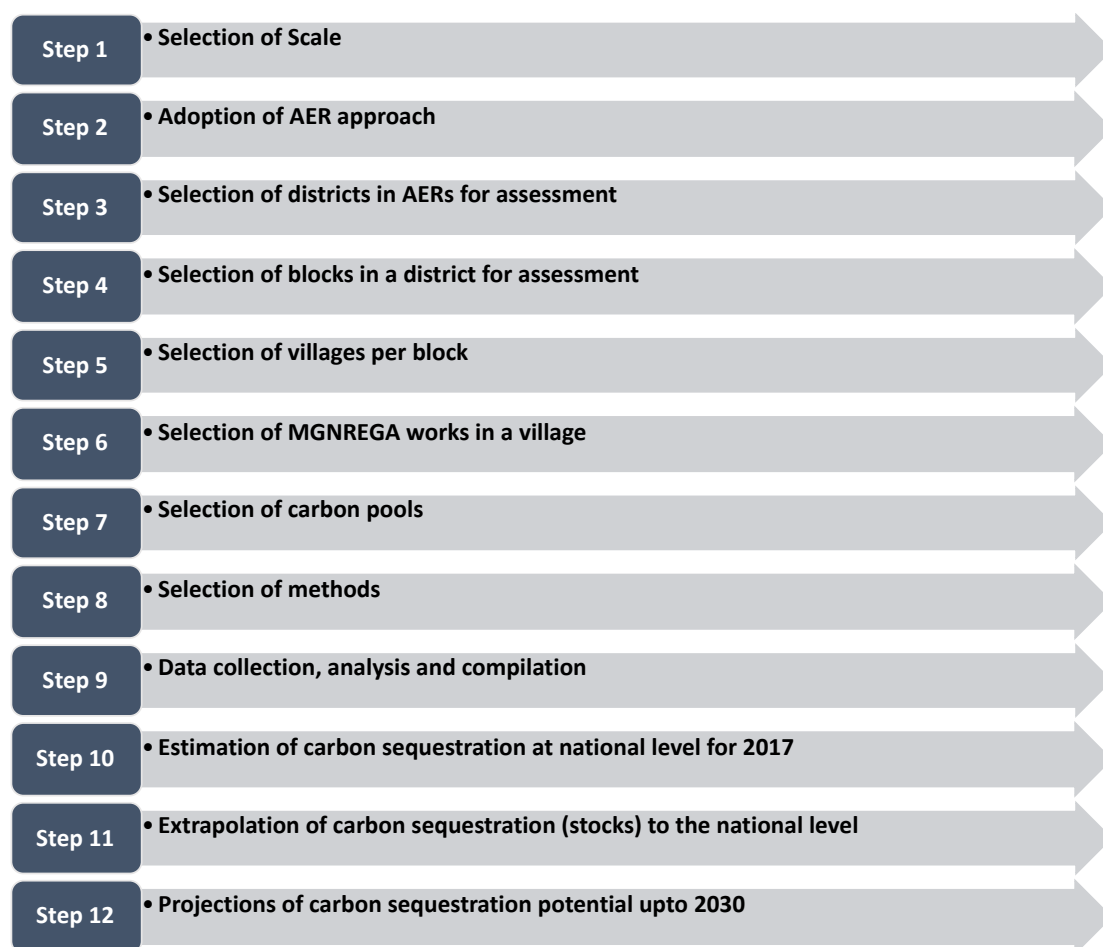 Step 1
• Selection of Scale
Step 2
• Adoption of AER approach
Step 3
• Selection of districts in AERs for assessment
Step 4
• Selection of blocks in a district for assessment
Step 5
• Selection of villages per block
Step 6
• Selection of MGNREGA works in a village
Step 7
• Selection of carbon pools
Step 8
• Selection of methods
Step 9
• Data collection, analysis and compilation
Step 10
• Estimation of carbon sequestration at national level for 2017
Step 11
• Extrapolation of carbon sequestration (stocks) to the national level
Step 12
• Projections of carbon sequestration potential upto 2030